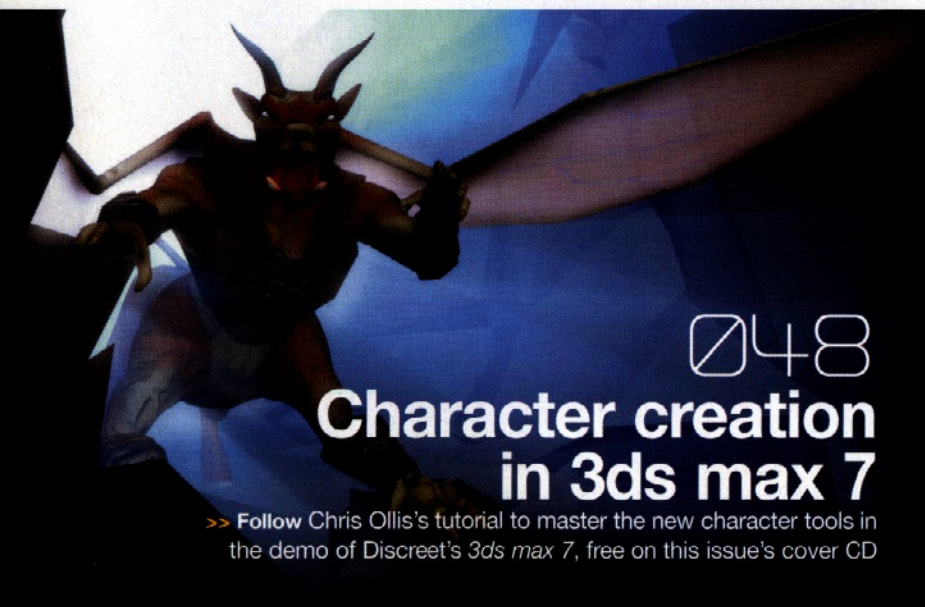 048
Character creation
in 3ds max 7
>> Follow Chris Ollis's tutorial to master the new character tools in
the demo of Discreet's 3ds max 7, free on this issue's cover CD